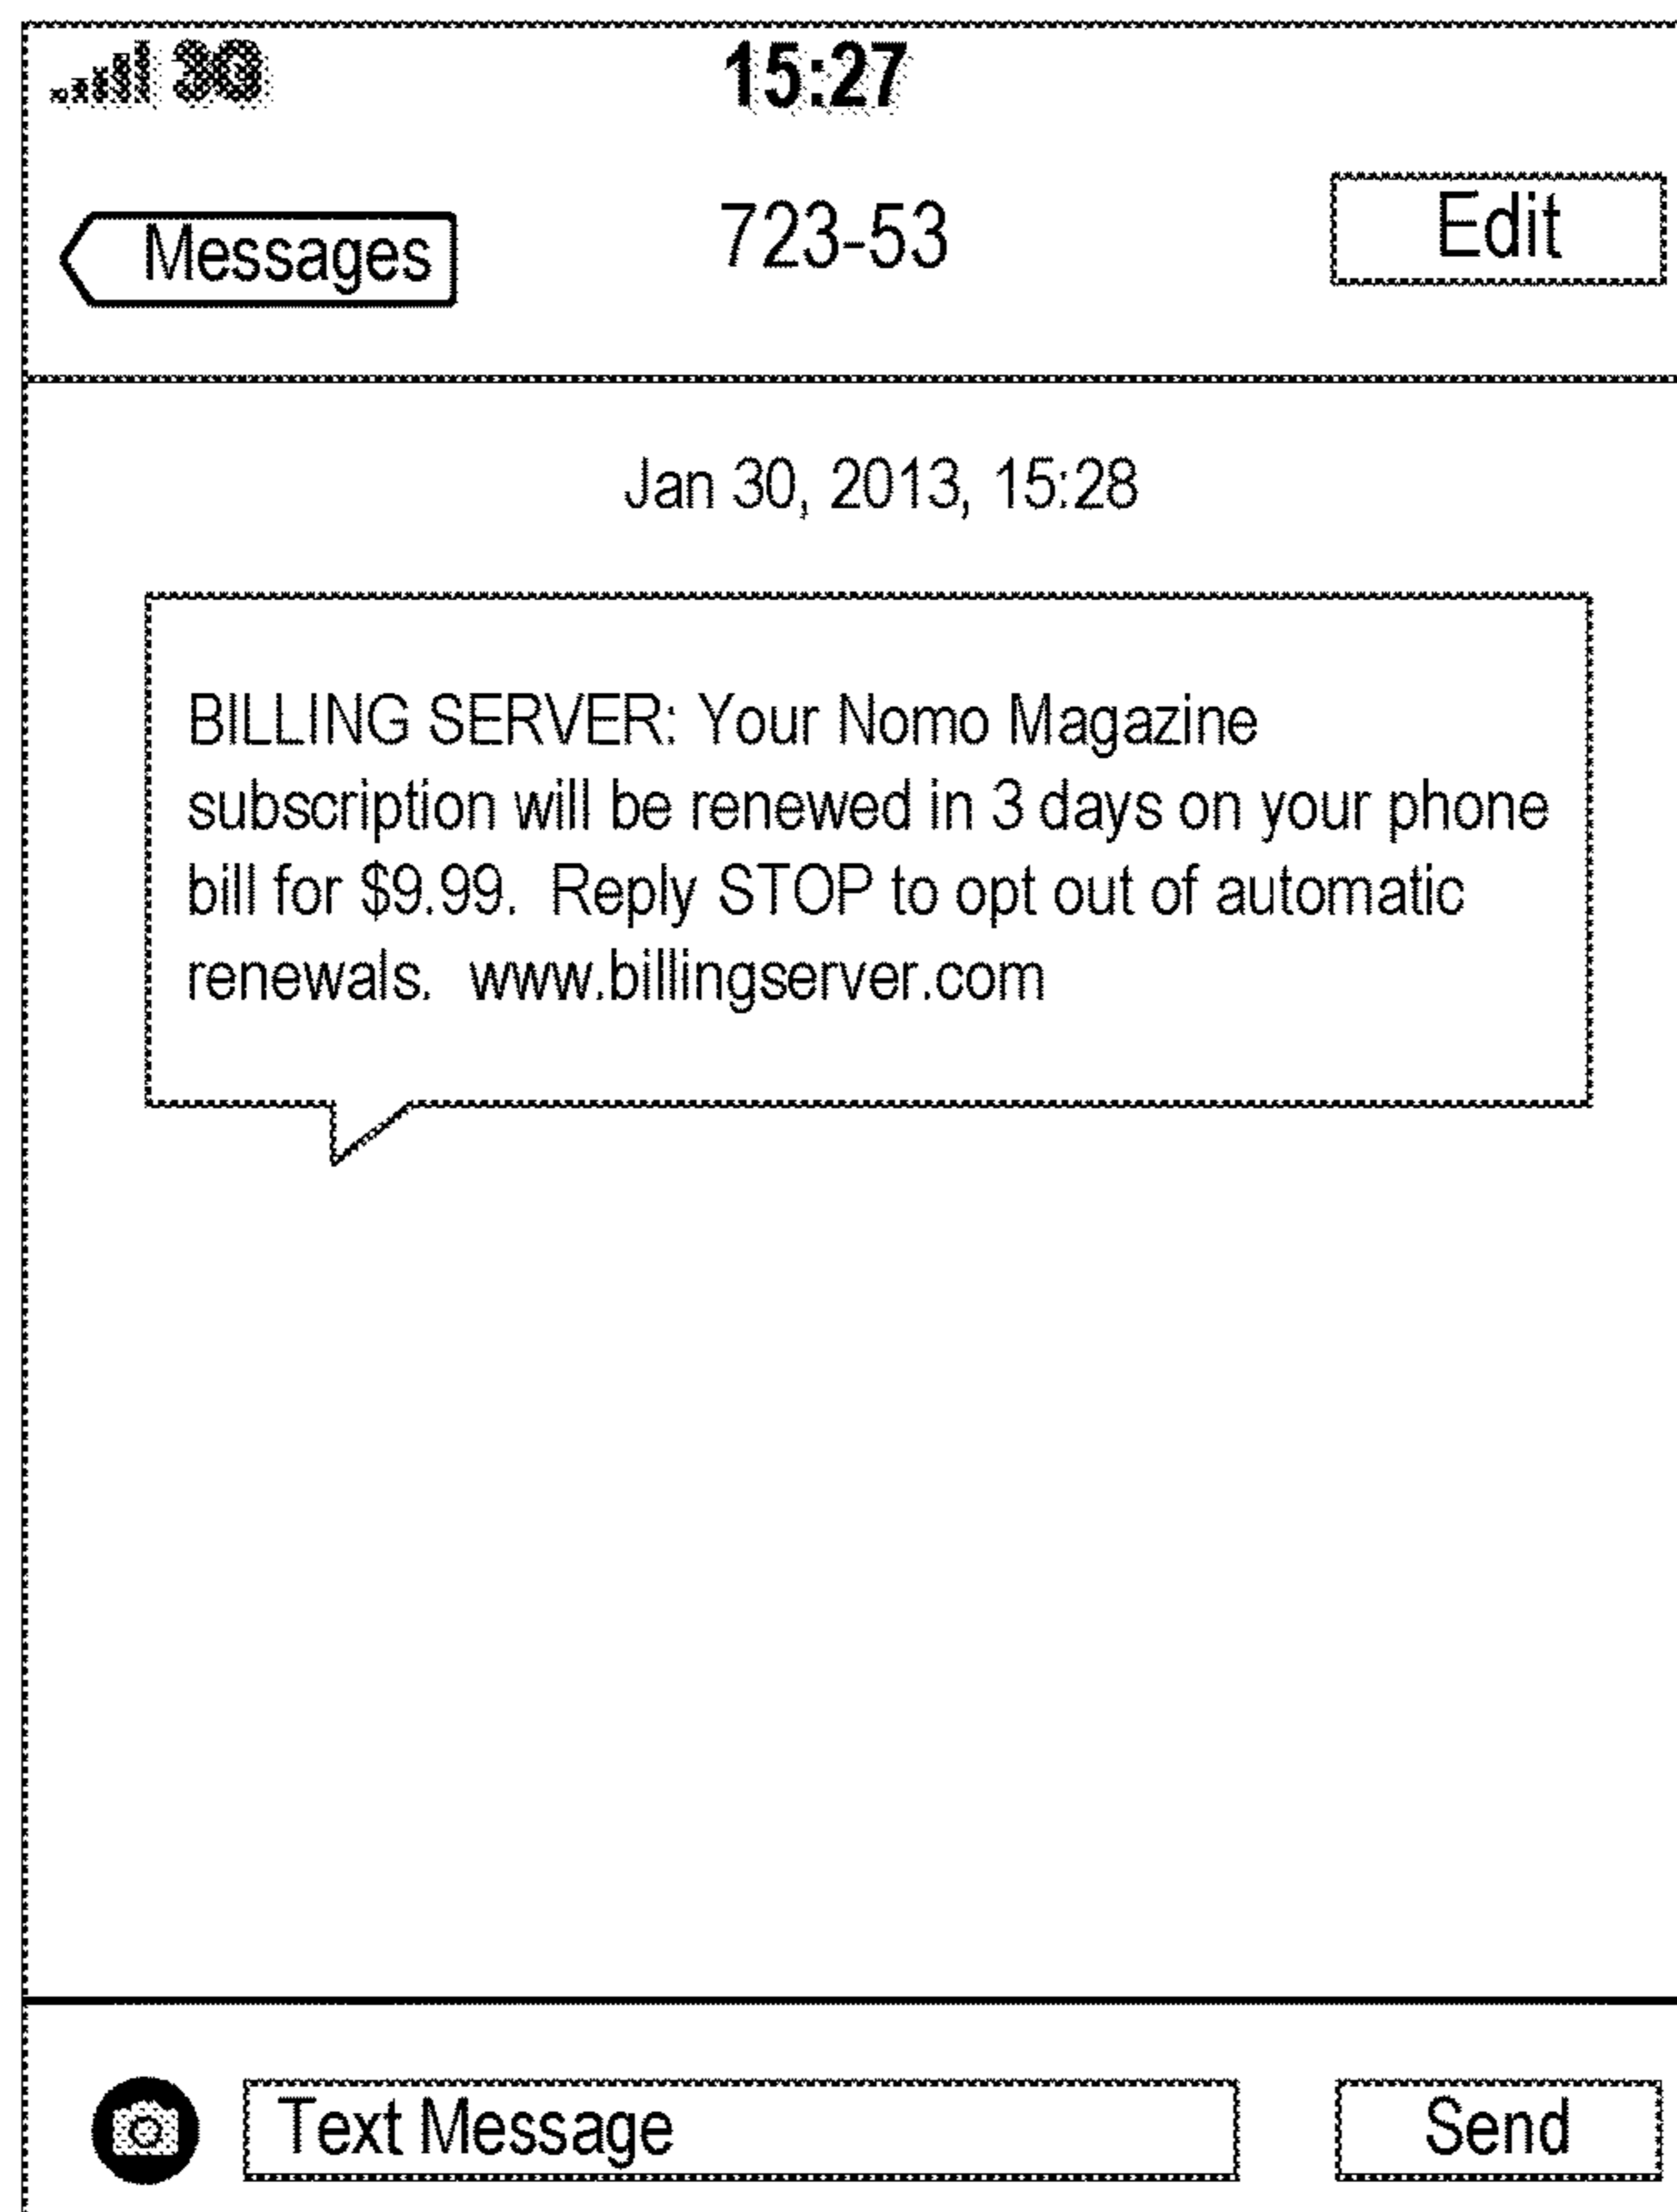 3G 15:27
Messages 723-53 Edit
Jan 30, 2013, 15:28
BILLING SERVER: Your Nomo Magazine
subscription will be renewed in 3 days on your phone
bill for $9.99. Reply STOP to opt out of automatic
renewals. www.billingserver.com
Text Message Send